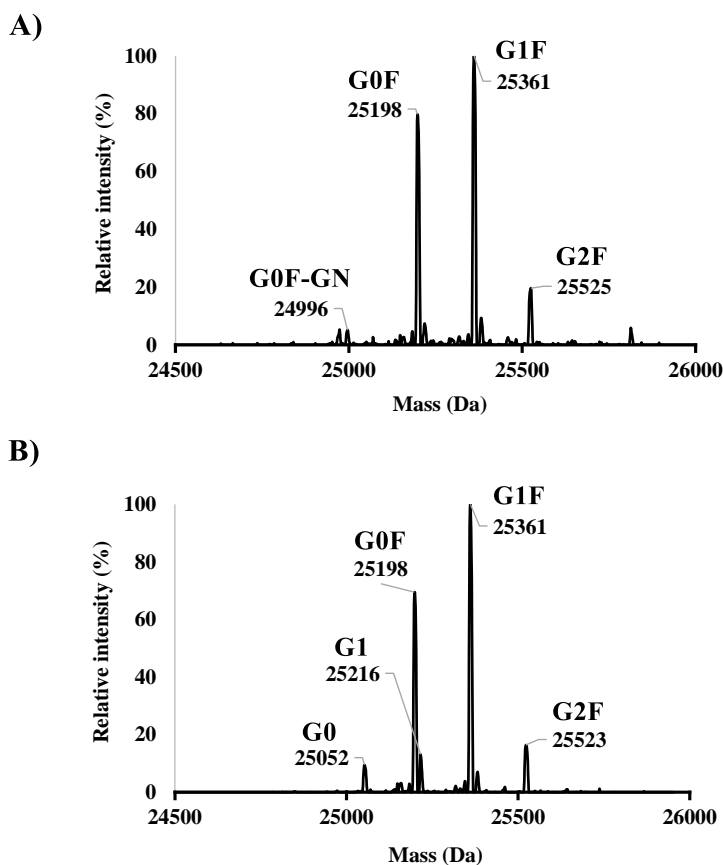 A)
Relative intensity (%)
100
80
60
40
20
0
G0F-GN
24996
G0F
25198
G1F
25361
G2F
25525
24500
25000
25500
26000
Mass (Da)
B)
Relative intensity (%)
100
80
60
40
20
0
G0
25052
G1
25216
G0F
25198
G1F
25361
G2F
25523
24500
25000
25500
26000
Mass (Da)